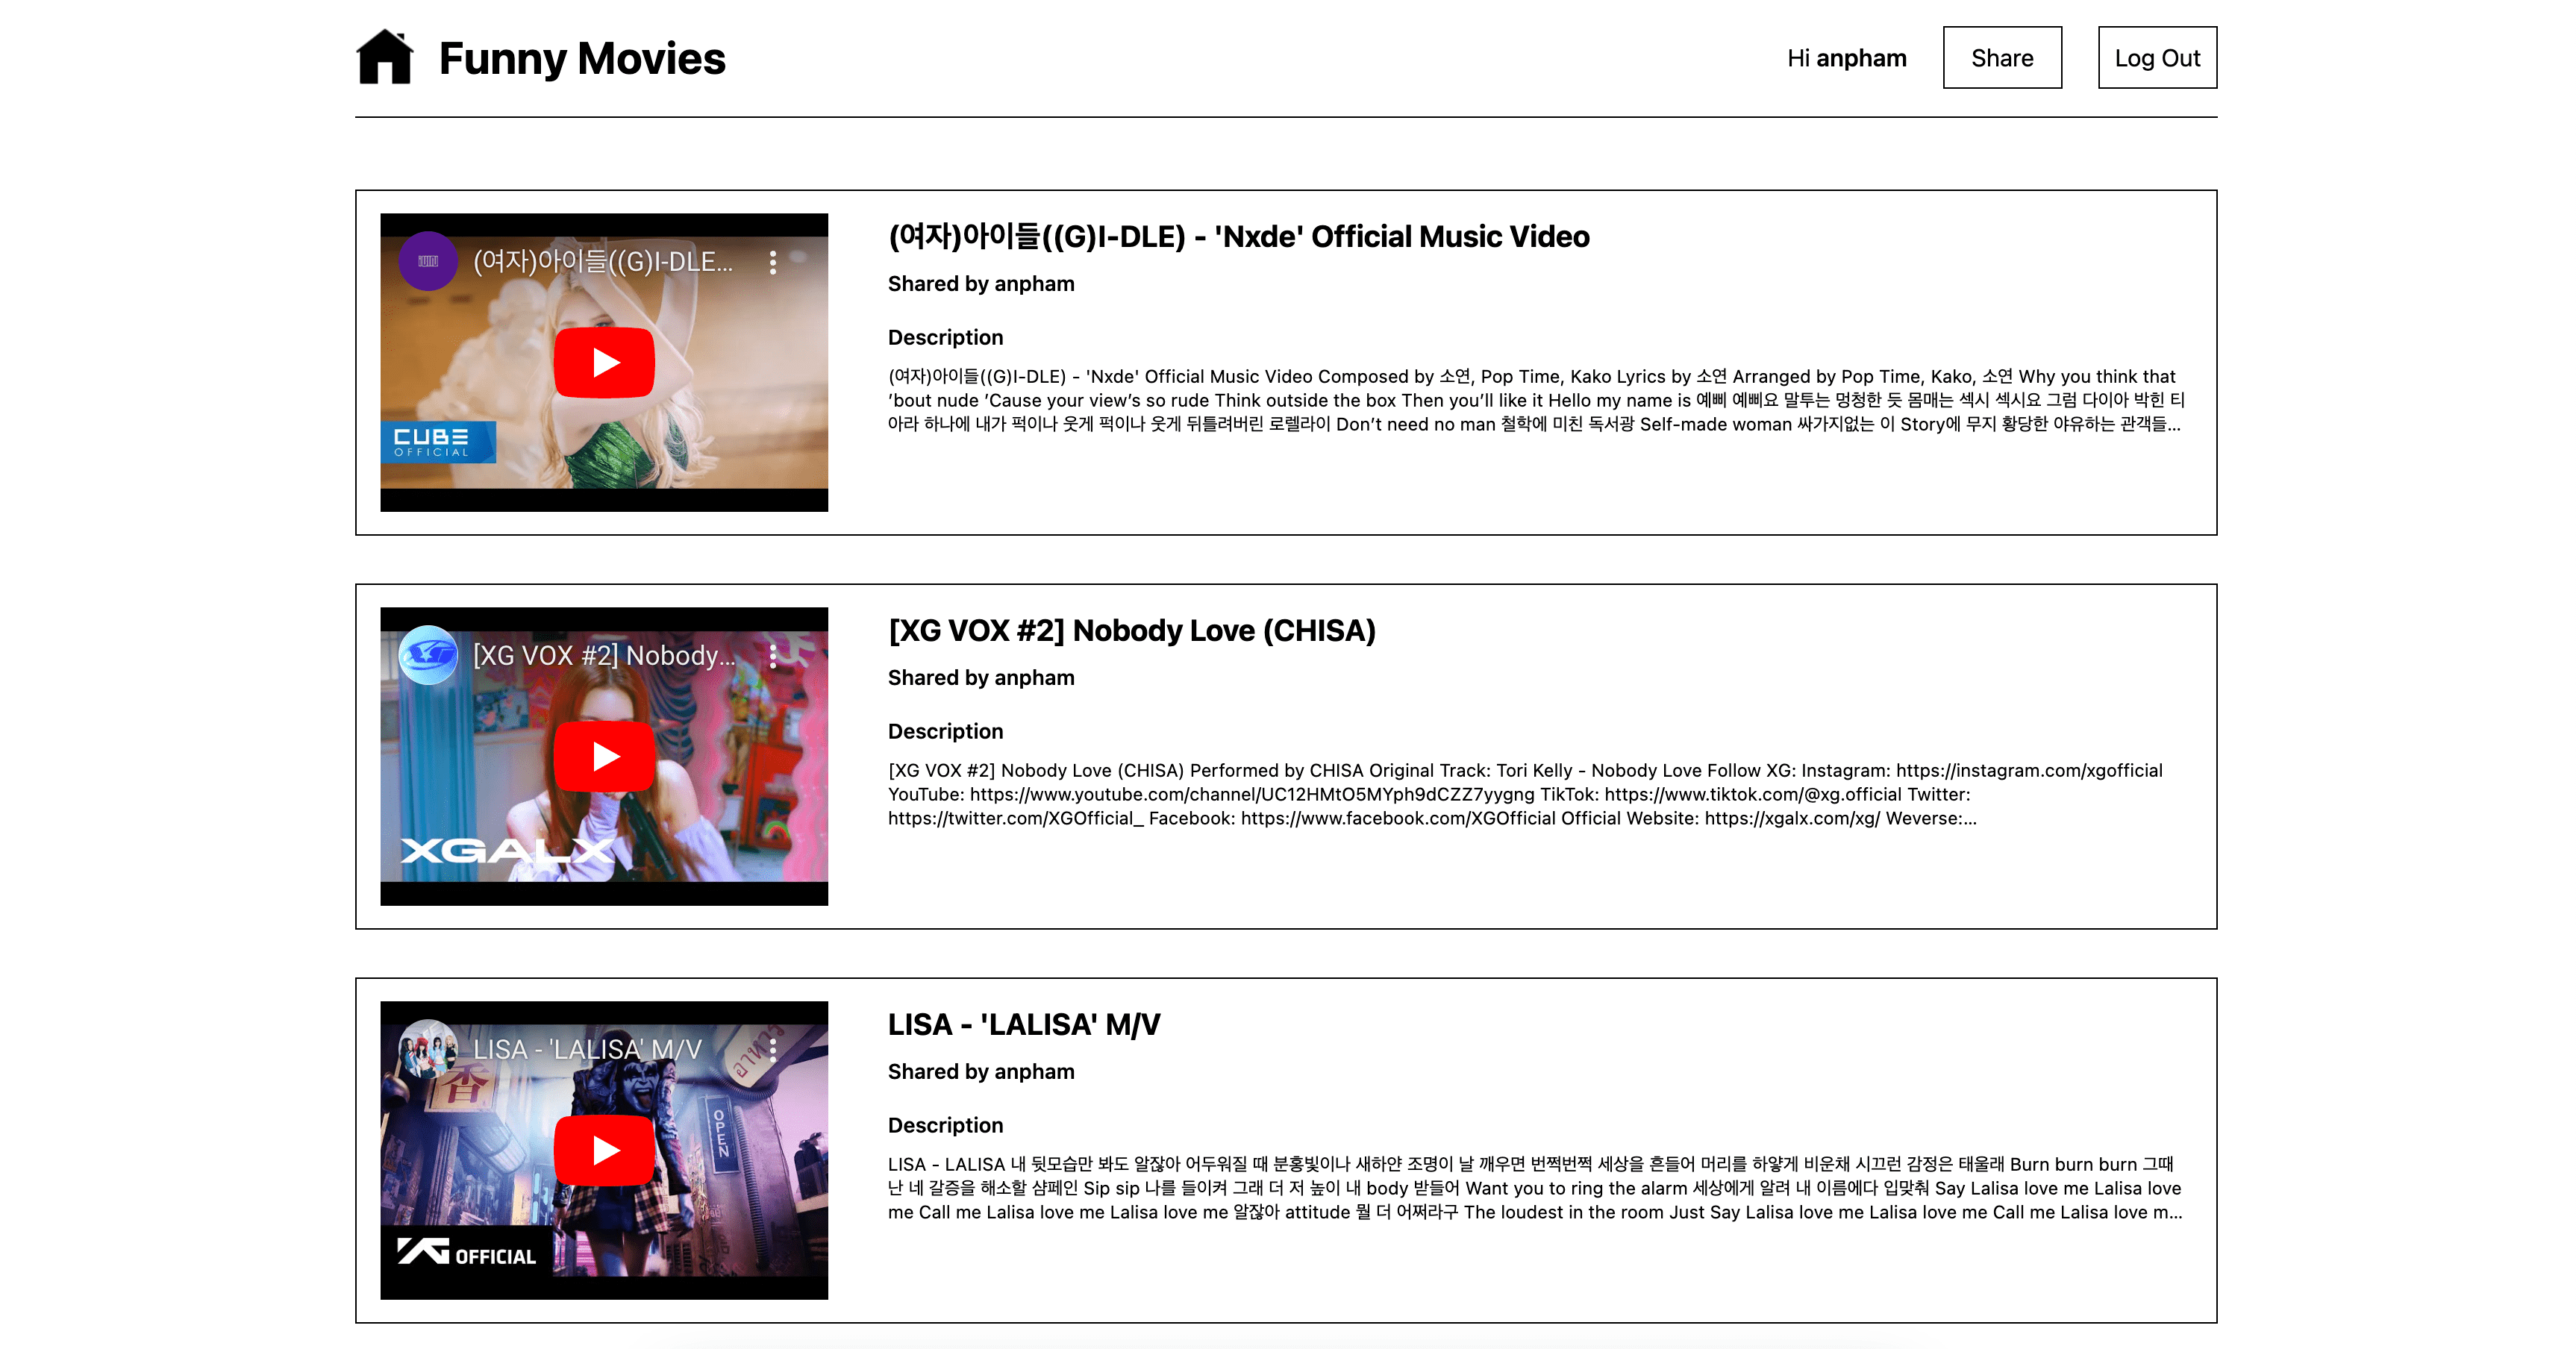 Funny Movies
Hi anpham
Share
Log Out
(여자)아이들((G)I-DLE...
CUBE
OFFICIAL
(여자)아이들((G)I-DLE) - 'Nxde' Official Music Video
Shared by anpham
Description
(여자)아이들((G)I-DLE) - 'Nxde' Official Music Video Composed by 소연, Pop Time, Kako Lyrics by 소연 Arranged by Pop Time, Kako, 소연 Why you think that
’bout nude ’Cause your view’s so rude Think outside the box Then you’ll like it Hello my name is 예삐 예삐요 말투는 멍청한 듯 몸매는 섹시 섹시요 그럼 다이아 박힌 티
아라 하나에 내가 퍽이나 웃게 퍽이나 웃게 뒤틀려버린 로렐라이 Don’t need no man 철학에 미친 독서광 Self-made woman 싸가지없는 이 Story에 무지 황당한 야유하는 관객들...
[XG VOX #2] Nobody...
XGALX
[XG VOX #2] Nobody Love (CHISA)
Shared by anpham
Description
[XG VOX #2] Nobody Love (CHISA) Performed by CHISA Original Track: Tori Kelly - Nobody Love Follow XG: Instagram: https://instagram.com/xgofficial
YouTube: https://www.youtube.com/channel/UC12HMtO5MYph9dCZZ7yygng TikTok: https://www.tiktok.com/@xg.official Twitter:
https://twitter.com/XGOfficial_ Facebook: https://www.facebook.com/XGOfficial Official Website: https://xgalx.com/xg/ Weverse:...
LISA - 'LALISA' M/V
香
อาหาร
OPEN
YG OFFICIAL
LISA - 'LALISA' M/V
Shared by anpham
Description
LISA - LALISA 내 뒷모습만 봐도 알잖아 어두워질 때 분홍빛이나 새하얀 조명이 날 깨우면 번쩍번쩍 세상을 흔들어 머리를 하얗게 비운채 시끄런 감정은 태울래 Burn burn burn 그때
난 네 갈증을 해소할 샴페인 Sip sip 나를 들이켜 그래 더 저 높이 내 body 받들어 Want you to ring the alarm 세상에게 알려 내 이름에다 입맞춰 Say Lalisa love me Lalisa love
me Call me Lalisa love me Lalisa love me 알잖아 attitude 뭘 더 어쩌라구 The loudest in the room Just Say Lalisa love me Lalisa love me Call me Lalisa love m...